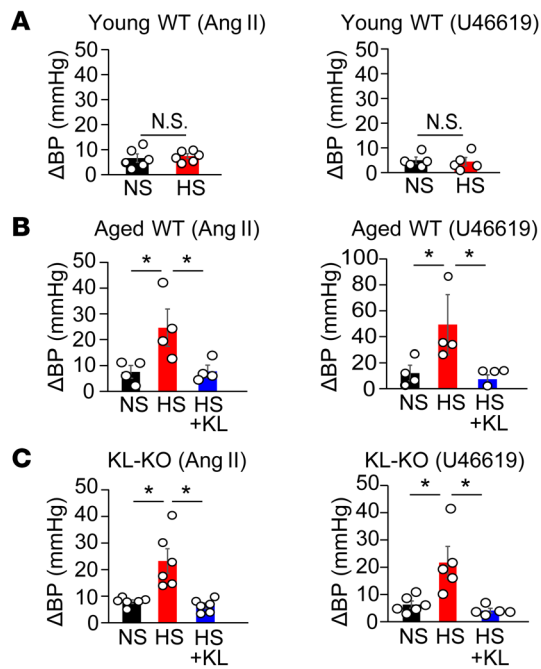 A
Young WT (Ang II)
Young WT (U46619)
ΔBP (mmHg)
50
40
30
20
10
0
N.S.
NS
HS
ΔBP (mmHg)
50
40
30
20
10
0
N.S.
NS
HS
B
Aged WT (Ang II)
Aged WT (U46619)
ΔBP (mmHg)
50
40
30
20
10
0
* *
NS
HS
HS
+KL
ΔBP (mmHg)
100
80
60
40
20
0
* *
NS
HS
HS
+KL
C
KL-KO (Ang II)
KL-KO (U46619)
ΔBP (mmHg)
50
40
30
20
10
0
* *
NS
HS
HS
+KL
ΔBP (mmHg)
50
40
30
20
10
0
* *
NS
HS
HS
+KL